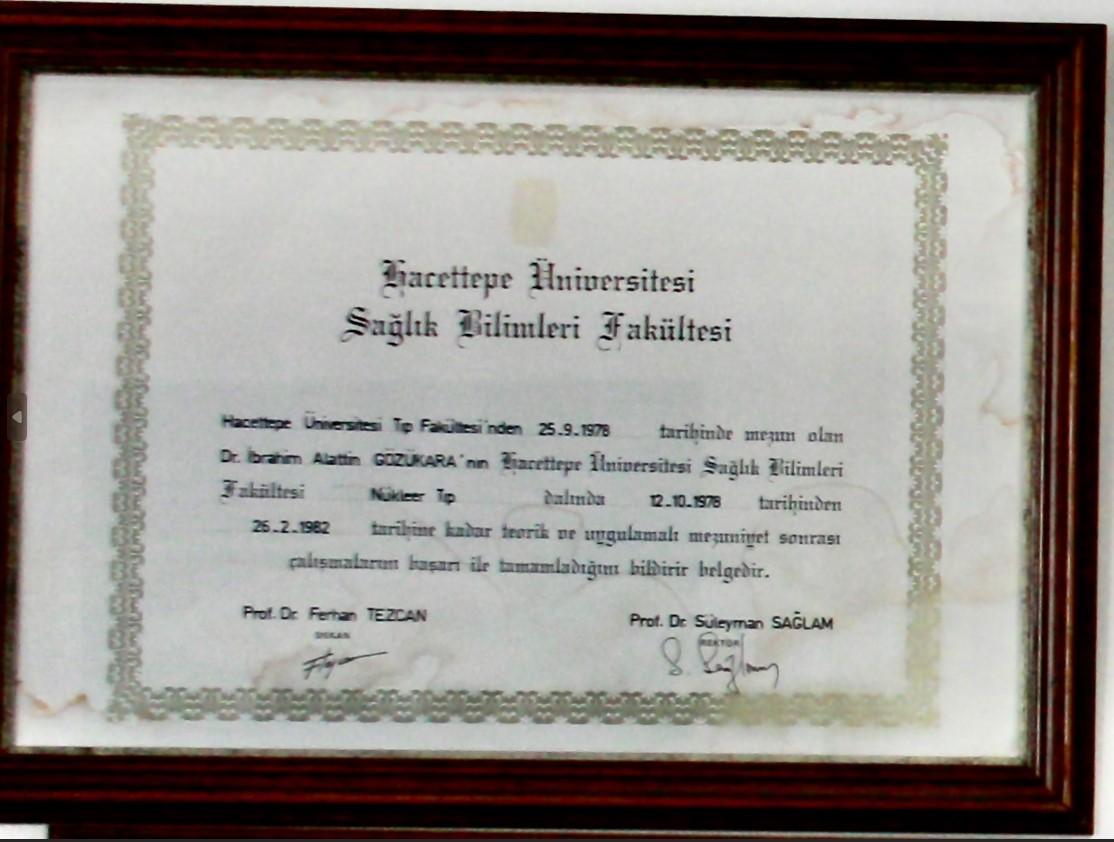 Hacettepe Üniversitesi
Sağlık Bilimleri Fakültesi
Hacettepe Üniversitesi Tıp Fakültesi'nden 25.9.1978 tarihinde mezun olan
Dr. İbrahim Alattin GÖZÜKARA'nın Hacettepe Üniversitesi Sağlık Bilimleri
Fakültesi Nükleer Tıp dalında 12.10.1978 tarihinden
26.2.1982 tarihine kadar teorik ve uygulamalı mezuniyet sonrası
çalışmalarını başarı ile tamamladığını bildirir belgedir.
Prof. Dr. Ferhan TEZCAN Prof. Dr. Süleyman SAĞLAM
DEKAN REKTÖR
S. Sağlam